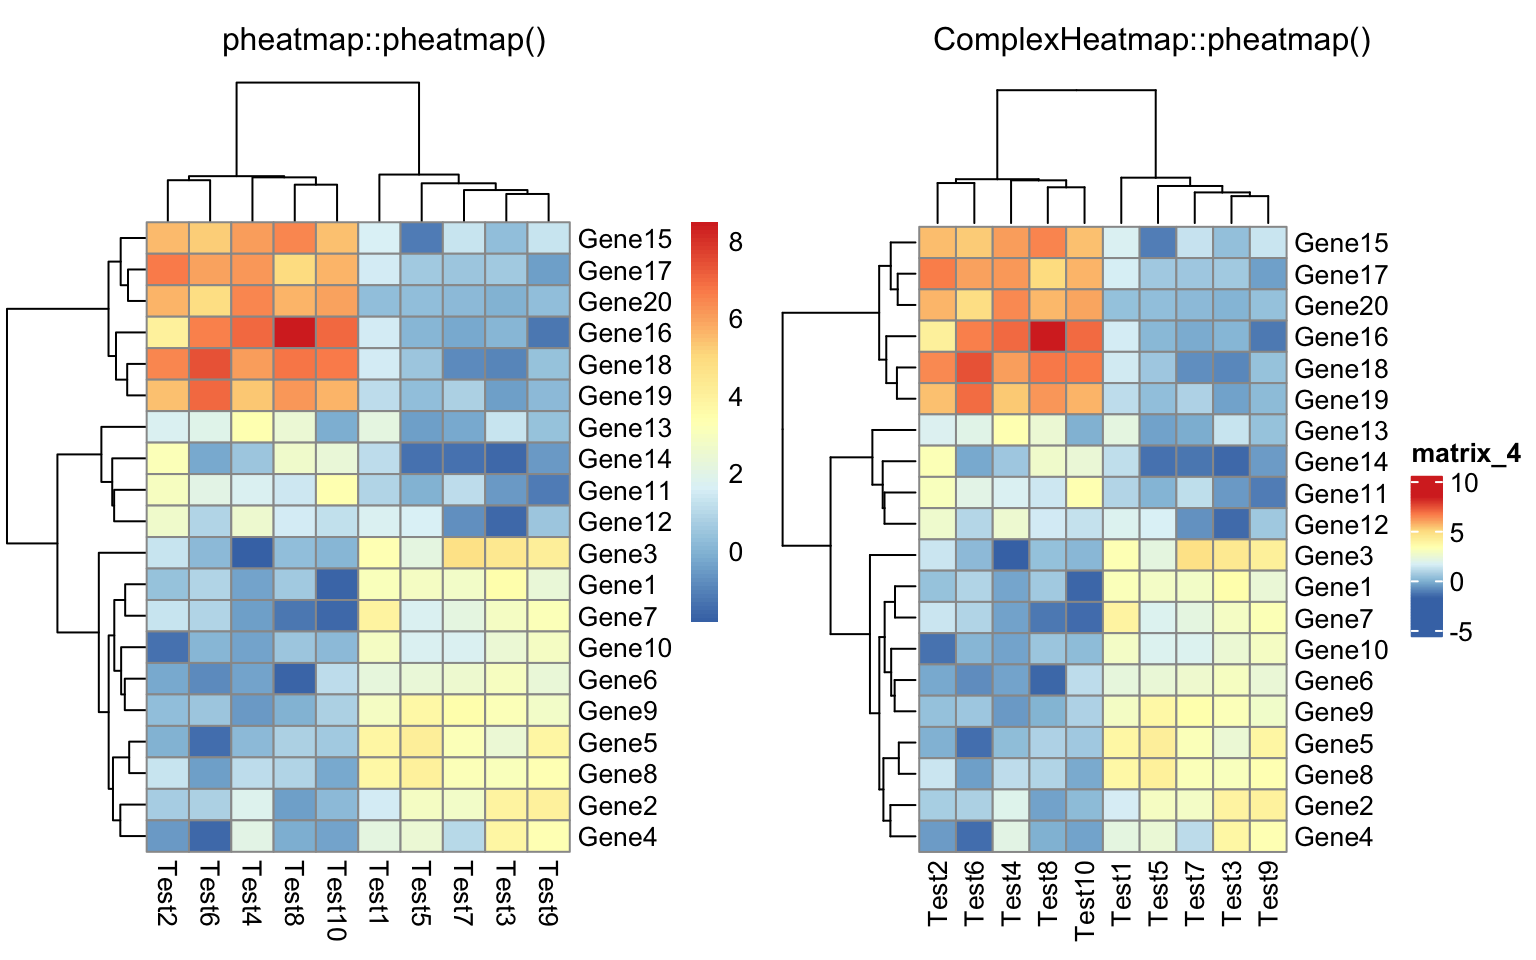 pheatmap::pheatmap()
Gene15
Gene17
Gene20
Gene16
Gene18
Gene19
Gene13
Gene14
Gene11
Gene12
Gene3
Gene1
Gene7
Gene10
Gene6
Gene9
Gene5
Gene8
Gene2
Gene4
Test2
Test6
Test4
Test8
Test10
Test1
Test5
Test7
Test3
Test9
8
6
4
2
0
ComplexHeatmap::pheatmap()
Gene15
Gene17
Gene20
Gene16
Gene18
Gene19
Gene13
Gene14
Gene11
Gene12
Gene3
Gene1
Gene7
Gene10
Gene6
Gene9
Gene5
Gene8
Gene2
Gene4
Test2
Test6
Test4
Test8
Test10
Test1
Test5
Test7
Test3
Test9
matrix_4
10
5
0
-5